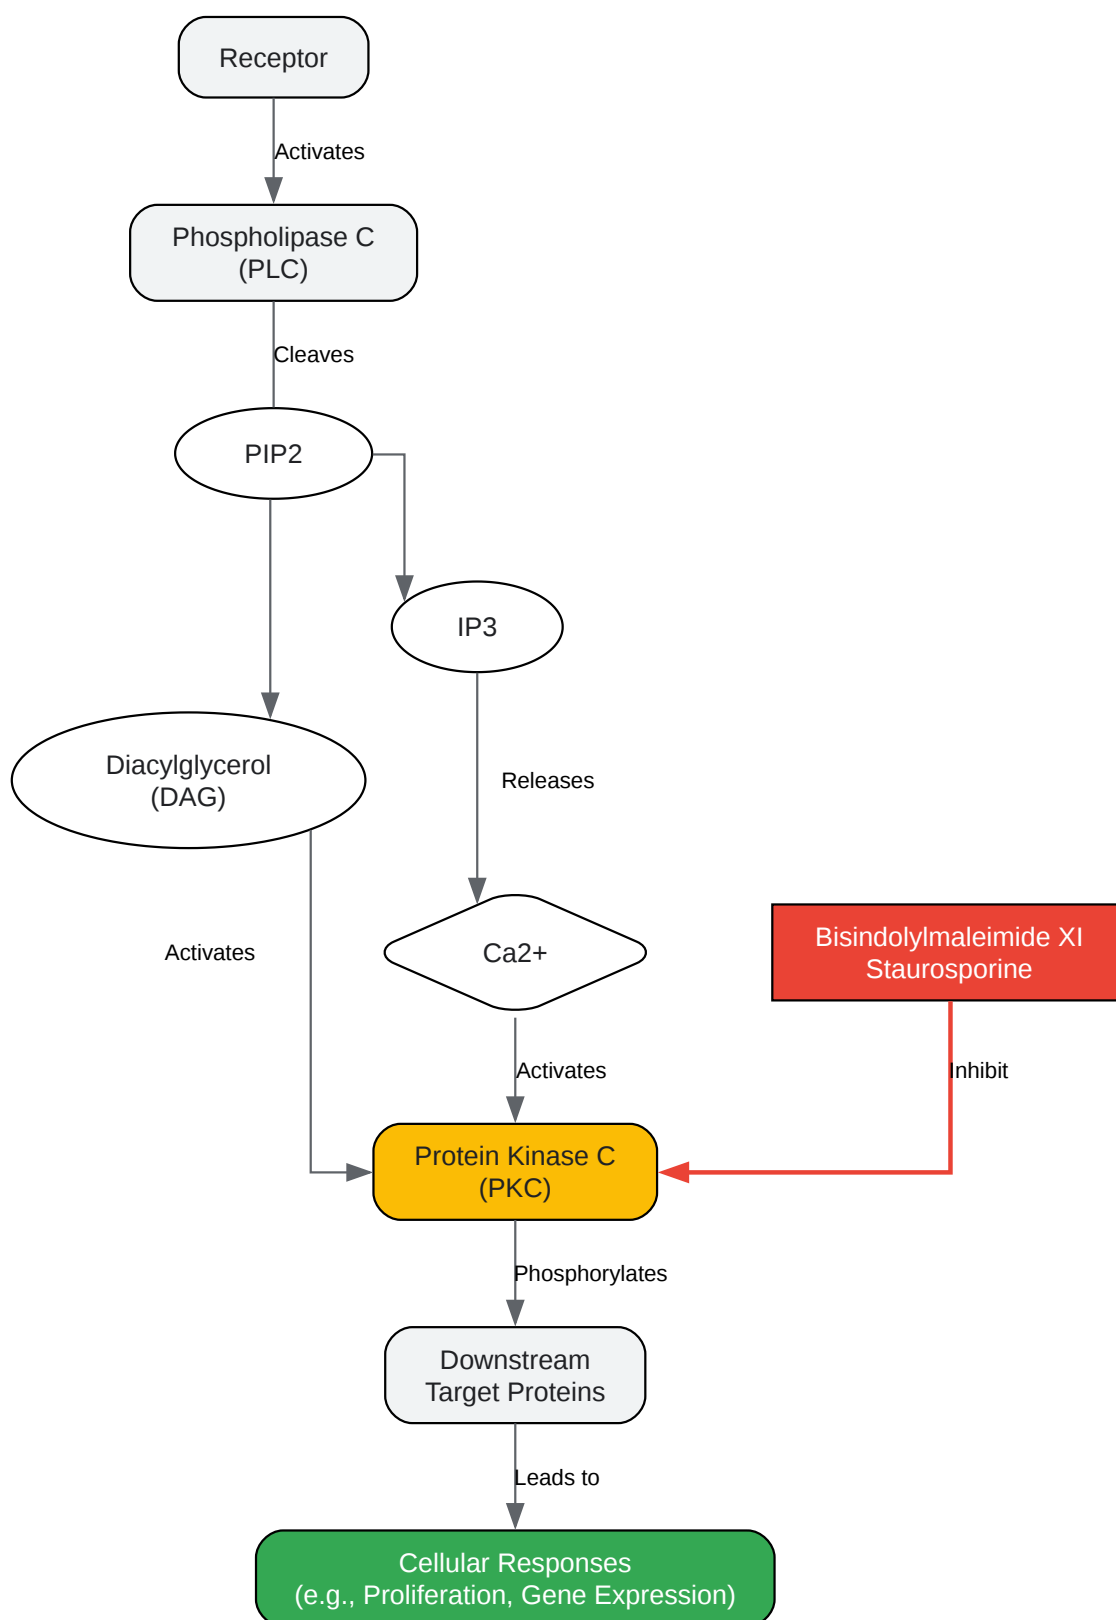 Receptor
Activates
Phospholipase C
(PLC)
Cleaves
PIP2
IP3
Diacylglycerol
(DAG)
Releases
Activates
Ca2+
Bisindolylmaleimide XI
Staurosporine
Activates
Inhibit
Protein Kinase C
(PKC)
Phosphorylates
Downstream
Target Proteins
Leads to
Cellular Responses
(e.g., Proliferation, Gene Expression)